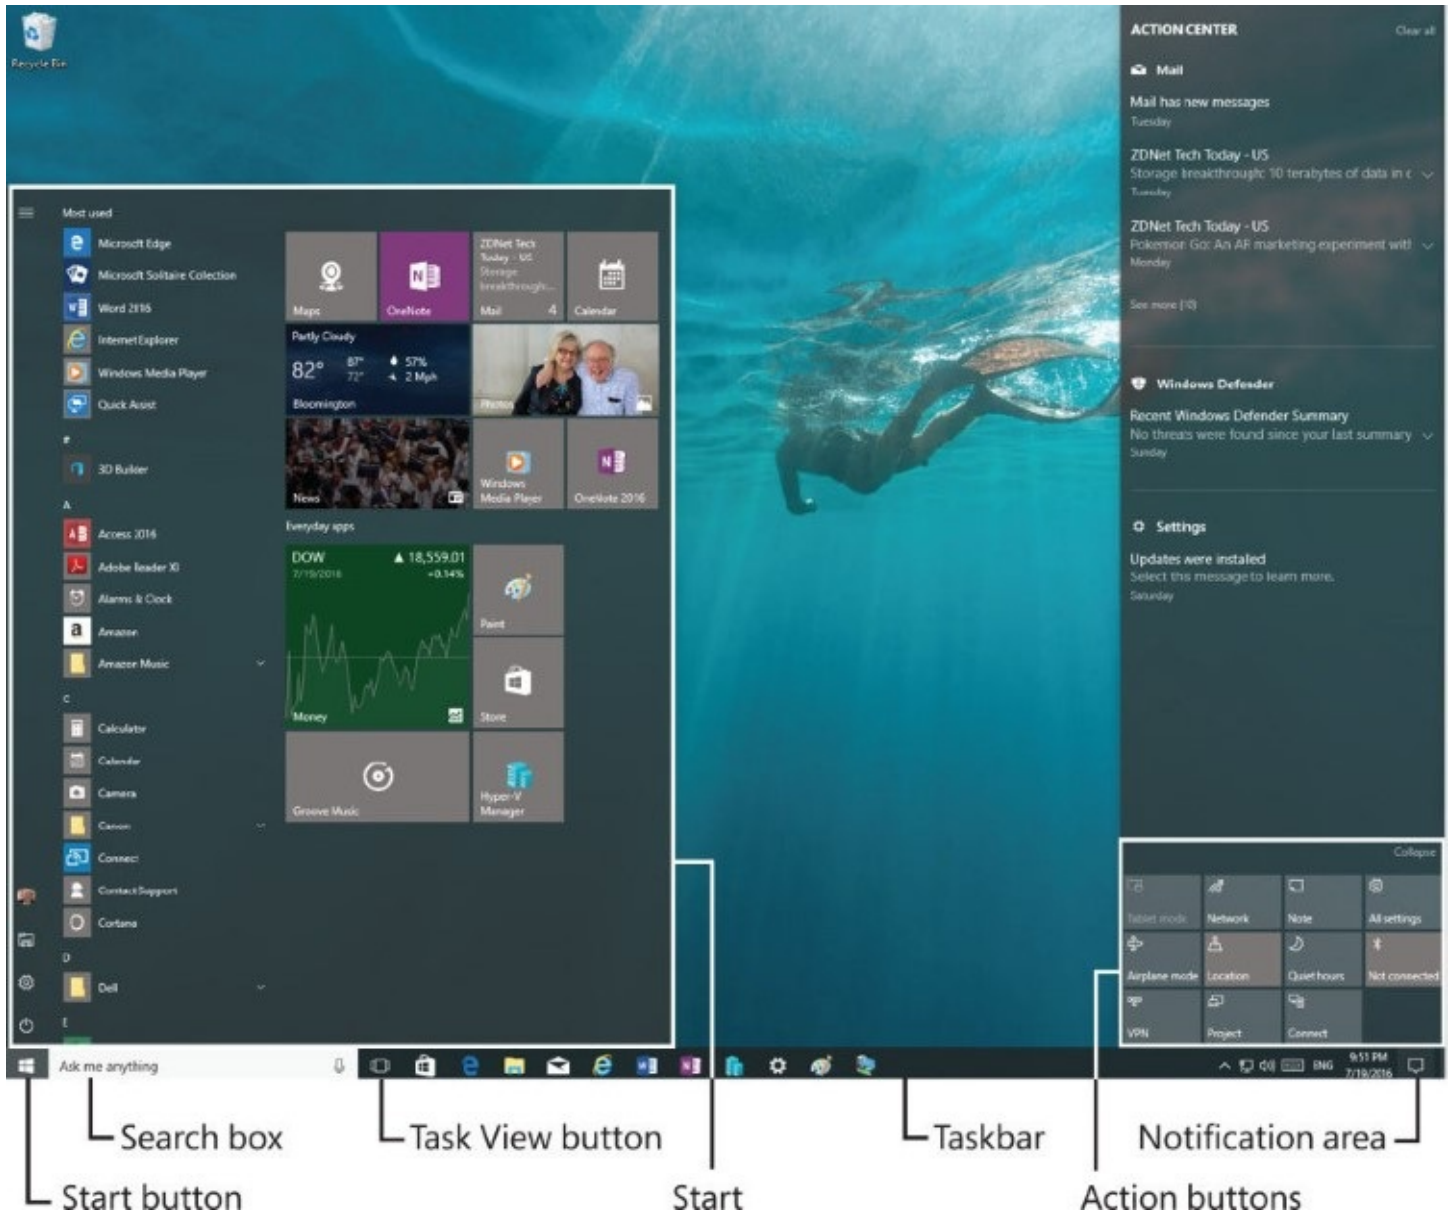 Recycle Bin
Most used
Microsoft Edge
Microsoft Solitaire Collection
Word 2016
Internet Explorer
Windows Media Player
Quick Assist
#
3D Builder
A
Access 2016
Adobe Reader XI
Alarms & Clock
Amazon
Amazon Music
C
Calculator
Calendar
Camera
Canon
Connect
Contact Support
Cortana
D
Dell
E
Maps
OneNote
ZDNet Tech
Today - US
Storage
breakthrough:...
Mail 4
Calendar
Partly Cloudy
82° 87° 57%
72° 2 Mph
Bloomington
Photos
News
Windows
Media Player
OneNote 2016
Everyday apps
DOW ▲ 18,559.01
7/19/2016 +0.14%
Money
Paint
Store
Groove Music
Hyper-V
Manager
ACTION CENTER Clear all
Mail
Mail has new messages
Tuesday
ZDNet Tech Today - US
Storage breakthrough: 10 terabytes of data in c
Tuesday
ZDNet Tech Today - US
Pokemon Go: An AR marketing experiment with
Monday
See more (10)
Windows Defender
Recent Windows Defender Summary
No threats were found since your last summary
Sunday
Settings
Updates were installed
Select this message to learn more.
Saturday
Collapse
Tablet mode Network Note All settings
Airplane mode Location Quiet hours Not connected
VPN Project Connect
Ask me anything
ENG
9:51 PM
7/19/2016
Search box
Task View button
Taskbar
Notification area
Start button
Start
Action buttons